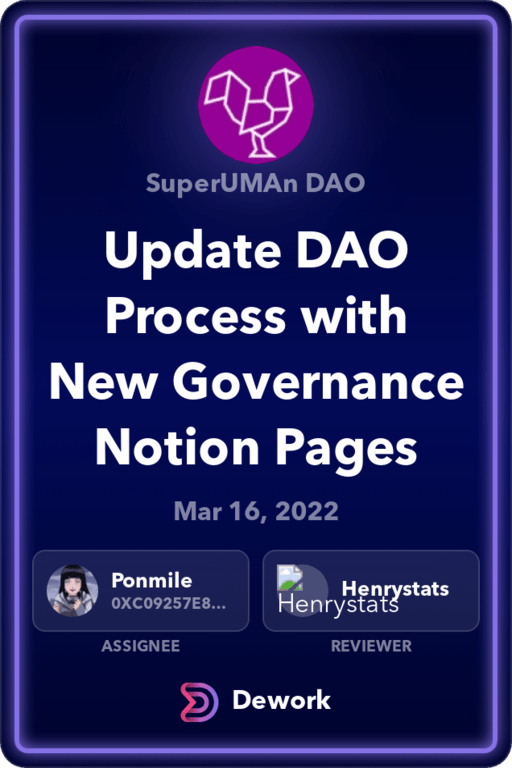 SuperUMAn DAO
Update DAO
Process with
New Governance
Notion Pages
Mar 16, 2022
Ponmile
0XC09257E8...
Henrystats
Henrystats
ASSIGNEE
REVIEWER
Dework